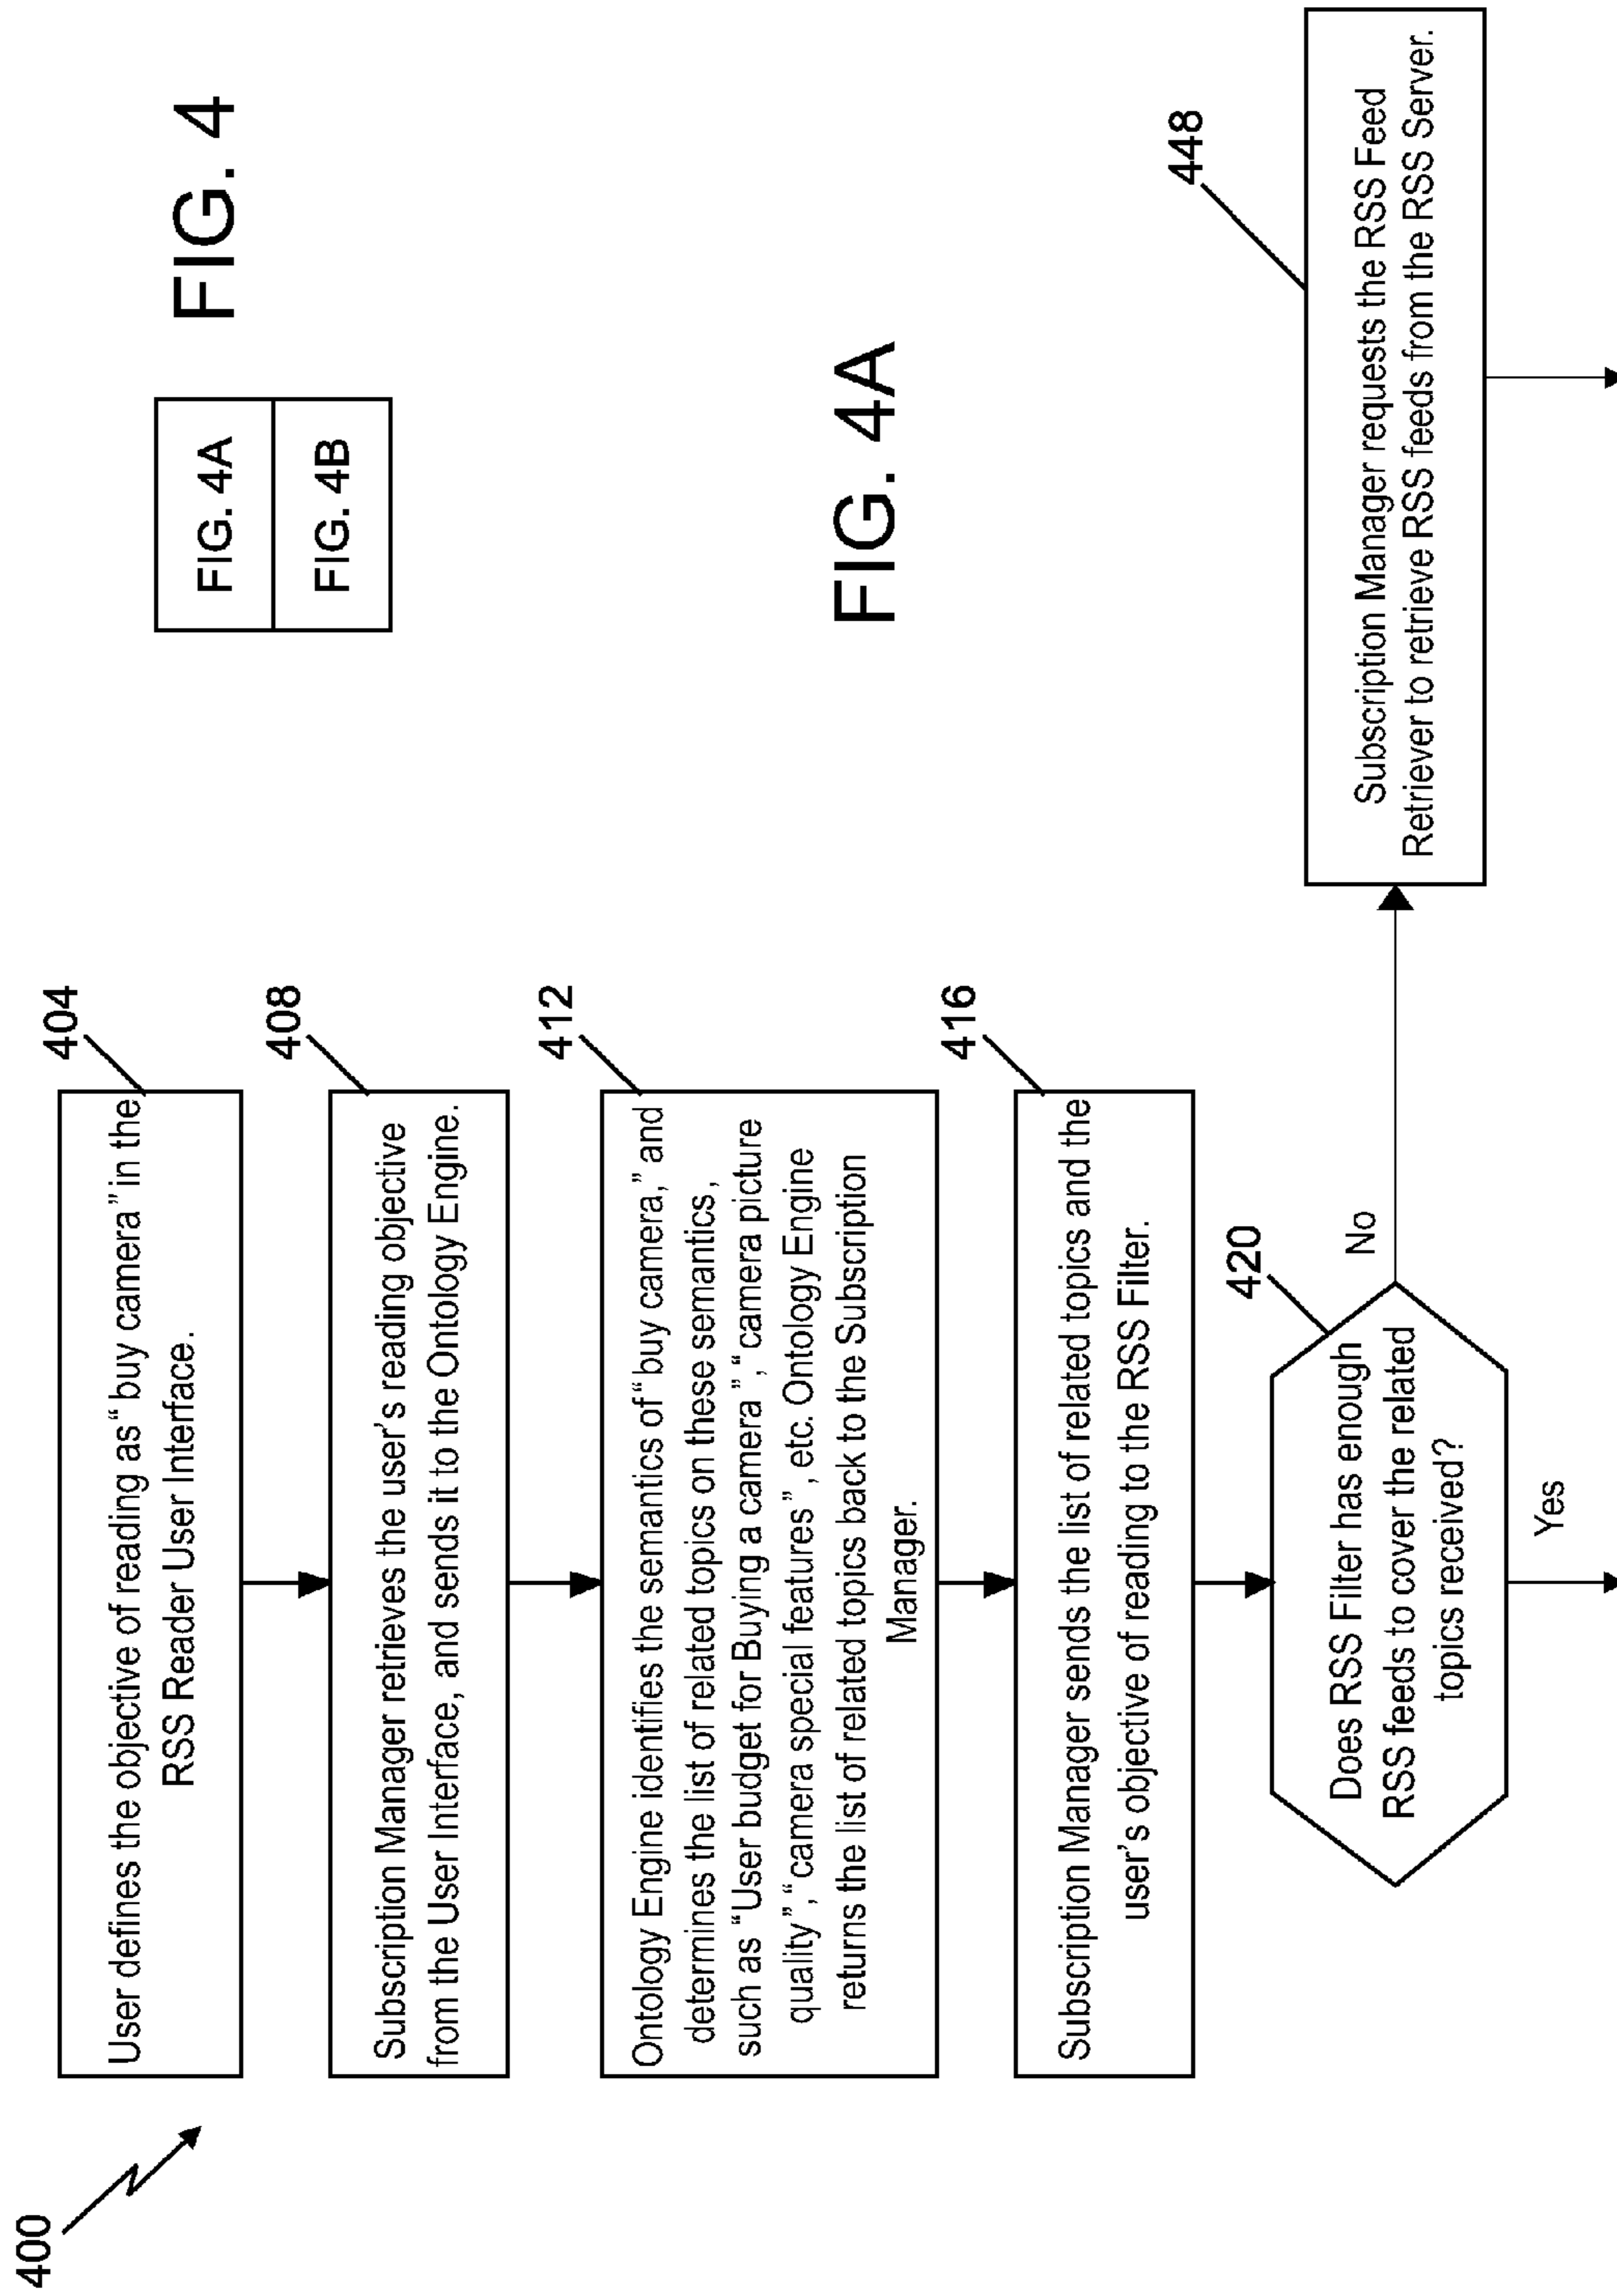 400
404
User defines the objective of reading as “ buy camera ” in the
RSS Reader User Interface.
408
Subscription Manager retrieves the user's reading objective
from the User Interface, and sends it to the Ontology Engine.
412
Ontology Engine identifies the semantics of “ buy camera,” and
determines the list of related topics on these semantics ,
such as “User budget for Buying a camera ” , “ camera picture
quality” , “ camera special features ” , etc. Ontology Engine
returns the list of related topics back to the Subscription
Manager.
416
Subscription Manager sends the list of related topics and the
user's objective of reading to the RSS Filter.
420
Does RSS Filter has enough
RSS feeds to cover the related
topics received?
No
Yes
448
Subscription Manager requests the RSS Feed
Retriever to retrieve RSS feeds from the RSS Server.
FIG. 4A
FIG. 4B
FIG. 4
FIG. 4A